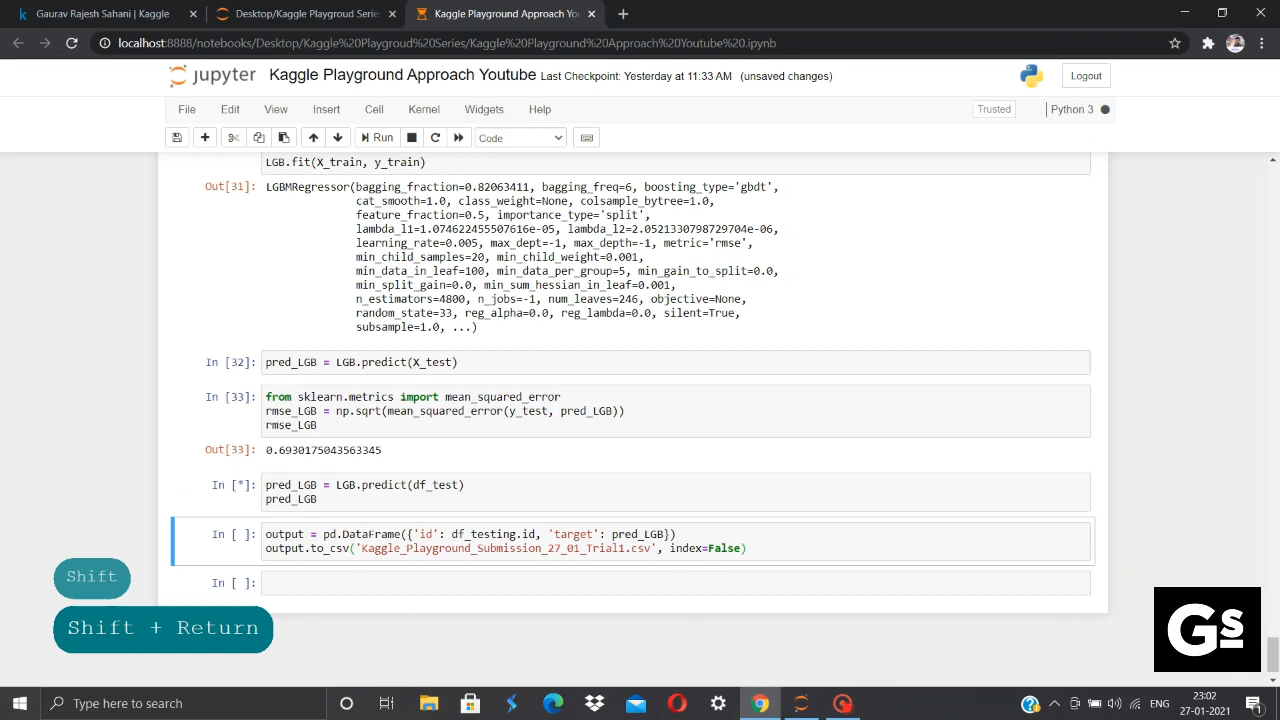 Gaurav Rajesh Sahani | Kaggle
Desktop/Kaggle Playgroud Serie
Kaggle Playground Approach You
localhost:8888/notebooks/Desktop/Kaggle%20Playgroud%20Series/Kaggle%20Playground%20Approach%20Youtube%20.ipynb
jupyter Kaggle Playground Approach Youtube Last Checkpoint: Yesterday at 11:33 AM (unsaved changes)
Logout
File Edit View Insert Cell Kernel Widgets Help
Trusted
Python 3
Run
Code
LGB.fit(X_train, y_train)
Out[31]: LGBMRegressor(bagging_fraction=0.82063411, bagging_freq=6, boosting_type='gbdt',
cat_smooth=1.0, class_weight=None, colsample_bytree=1.0,
feature_fraction=0.5, importance_type='split',
lambda_l1=1.074622455507616e-05, lambda_l2=2.0521330798729704e-06,
learning_rate=0.005, max_dept=-1, max_depth=-1, metric='rmse',
min_child_samples=20, min_child_weight=0.001,
min_data_in_leaf=100, min_data_per_group=5, min_gain_to_split=0.0,
min_split_gain=0.0, min_sum_hessian_in_leaf=0.001,
n_estimators=4800, n_jobs=-1, num_leaves=246, objective=None,
random_state=33, reg_alpha=0.0, reg_lambda=0.0, silent=True,
subsample=1.0, ...)
In [32]: pred_LGB = LGB.predict(X_test)
In [33]: from sklearn.metrics import mean_squared_error
rmse_LGB = np.sqrt(mean_squared_error(y_test, pred_LGB))
rmse_LGB
Out[33]: 0.6930175043563345
In [*]: pred_LGB = LGB.predict(df_test)
pred_LGB
In [ ]: output = pd.DataFrame({'id': df_testing.id, 'target': pred_LGB})
output.to_csv('Kaggle_Playground_Submission_27_01_Trial1.csv', index=False)
In [ ]:
Shift
Shift + Return
Gs
Type here to search
ENG
23:02
27-01-2021